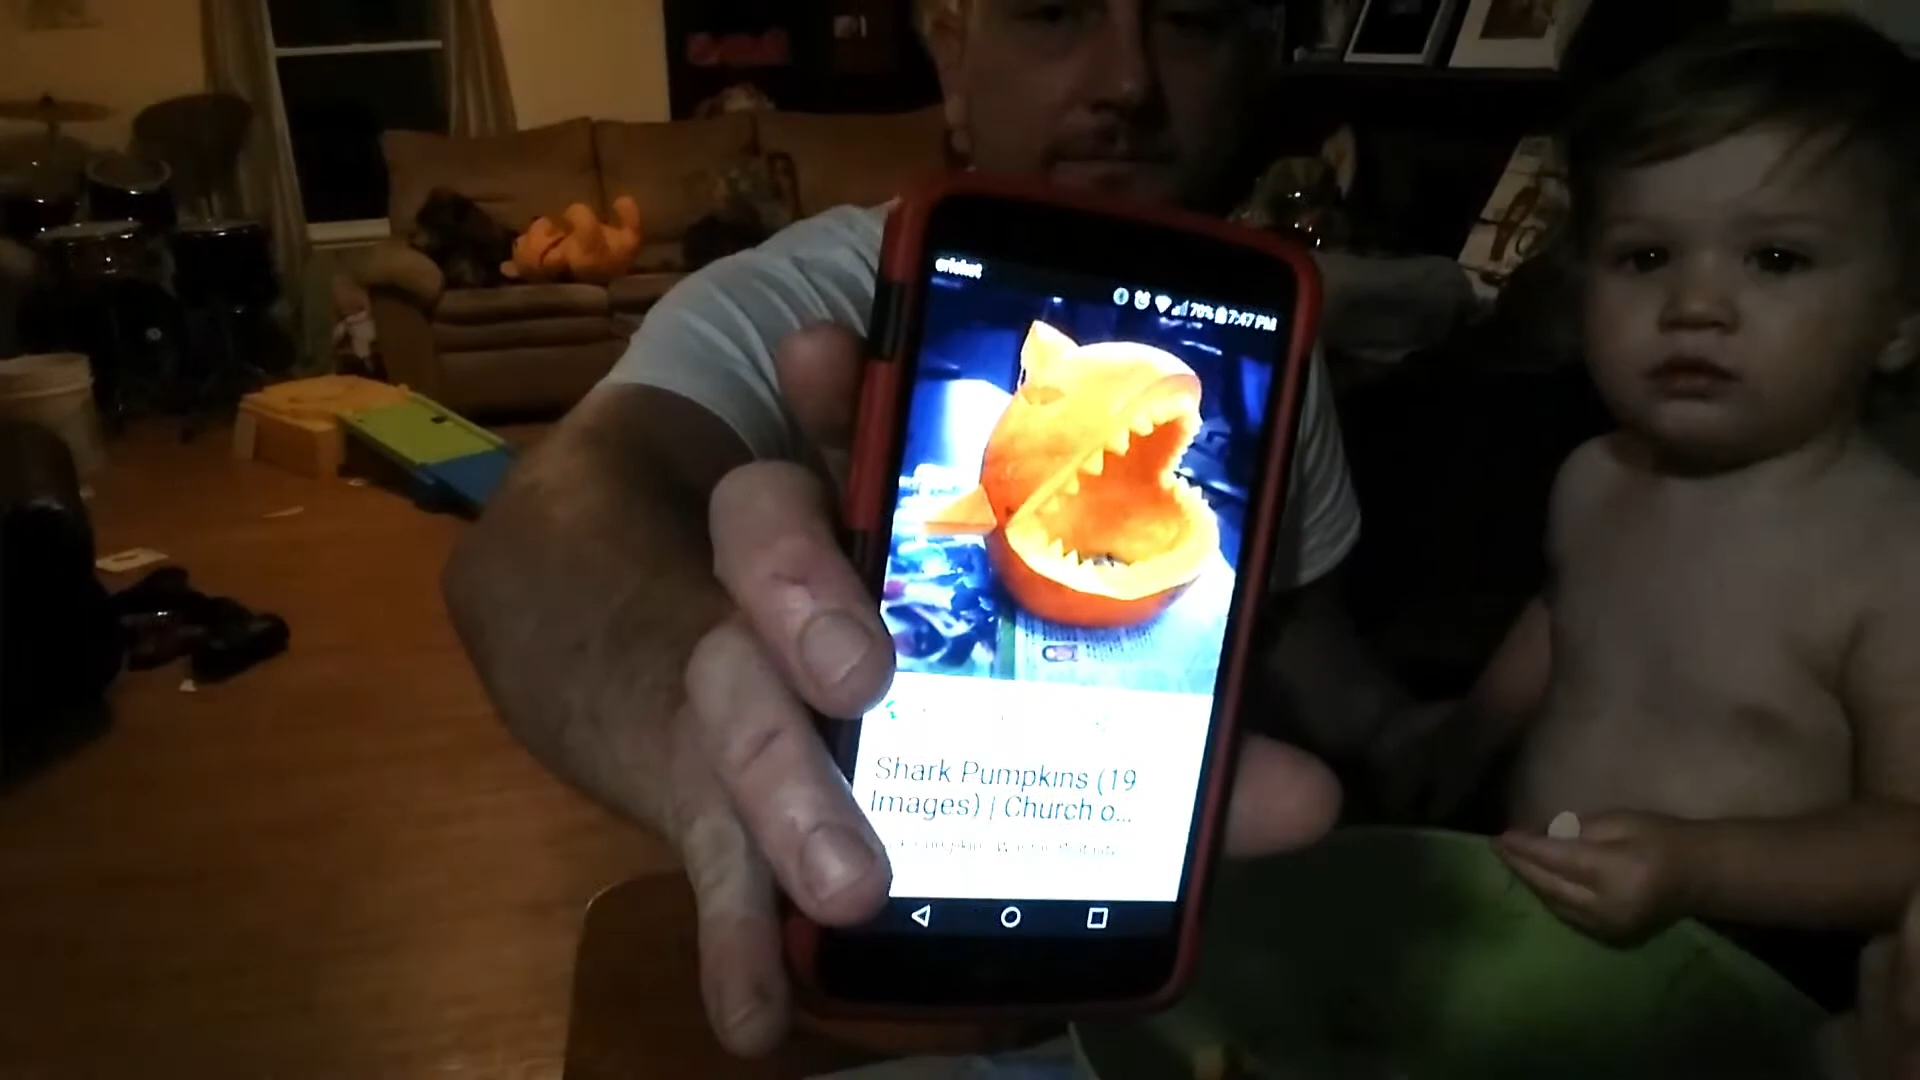 cricket
70% 7:47 PM
Shark Pumpkins (19
Images) | Church o...